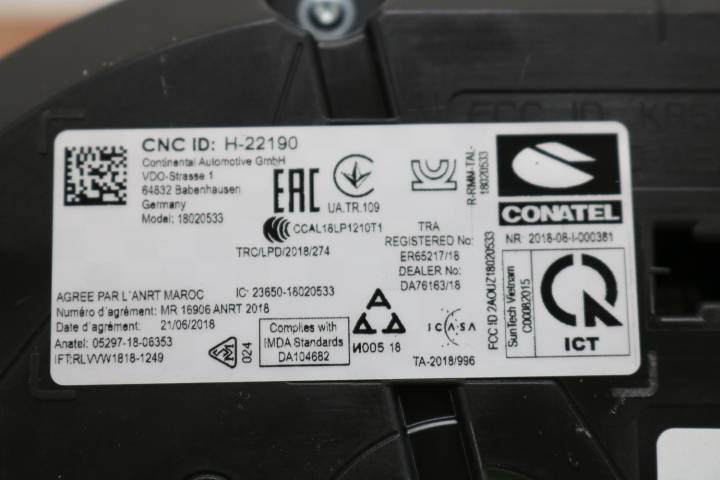 FCC ID
CNC ID: H-22190
Continental Automotive GmbH
VDO-Strasse 1
64832 Babenhausen
Germany
Model: 18020533
EAC
UA.TR.109
CCAL18LP1210T1
TRC/LPD/2018/274
R-RMM-TAL-
18020533
TRA
REGISTERED No:
ER65217/18
DEALER No:
DA76163/18
CONATEL
NR: 2018-08-I-000381
AGREE PAR L'ANRT MAROC
Numéro d'agrément: MR 16906 ANRT 2018
Date d'agrément: 21/06/2018
Anatel: 05297-18-06353
IFT:RLVVW1818-1249
IC: 23650-18020533
024
Complies with
IMDA Standards
DA104682
И005 18
ICASA
TA-2018/996
FCC ID 2AOUZ18020533
SunTech Vietnam
C00082015
ICT